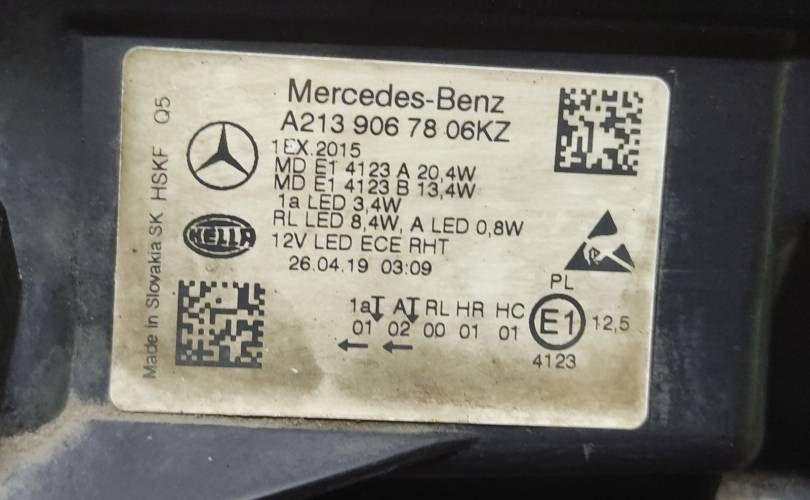 Mercedes-Benz
A213 906 78 06KZ
1EX.2015
MD E1 4123 A 20,4W
MD E1 4123 B 13,4W
1a LED 3,4W
RL LED 8,4W, A LED 0,8W
12V LED ECE RHT
26.04.19 03:09
HELLA
Made in Slovakia SK HSKF Q5
PL
1a A RL HR HC E1 12,5
01 02 00 01 01
4123